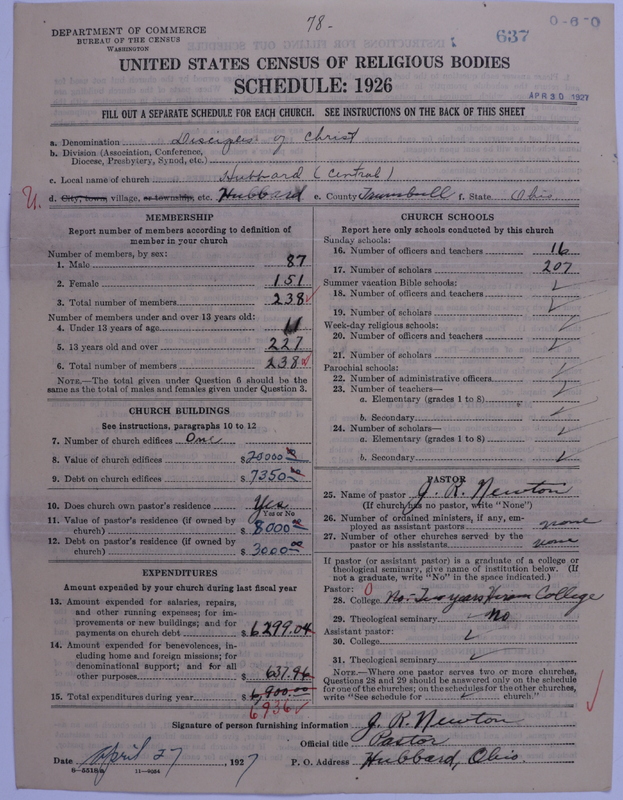 78-
0-6-0
637
DEPARTMENT OF COMMERCE
BUREAU OF THE CENSUS
WASHINGTON
UNITED STATES CENSUS OF RELIGIOUS BODIES
SCHEDULE: 1926
APR 30 1927
FILL OUT A SEPARATE SCHEDULE FOR EACH CHURCH. SEE INSTRUCTIONS ON THE BACK OF THIS SHEET
a. Denomination Disciples of Christ
b. Division (Association, Conference,
Diocese, Presbytery, Synod, etc.)
c. Local name of church Hubbard (Central)
U. d. City, town, village, or township, etc. Hubbard e. County Trumbull f. State Ohio
MEMBERSHIP
Report number of members according to definition of
member in your church
Number of members, by sex:
1. Male 87
2. Female 151
3. Total number of members 238
Number of members under and over 13 years old:
4. Under 13 years of age 11
5. 13 years old and over 227
6. Total number of members 238
NOTE.—The total given under Question 6 should be the
same as the total of males and females given under Question 3.
CHURCH BUILDINGS
See instructions, paragraphs 10 to 12
7. Number of church edifices One
8. Value of church edifices $20000
9. Debt on church edifices $7350
10. Does church own pastor's residence Yes
Yes or No
11. Value of pastor's residence (if owned by
church) $8000
12. Debt on pastor's residence (if owned by
church) $3000
EXPENDITURES
Amount expended by your church during last fiscal year
13. Amount expended for salaries, repairs,
and other running expenses; for im-
provements or new buildings; and for
payments on church debt $6299.04
14. Amount expended for benevolences, in-
cluding home and foreign missions; for
denominational support; and for all
other purposes 637.96
15. Total expenditures during year $6,900.00
6936
CHURCH SCHOOLS
Report here only schools conducted by this church
Sunday schools:
16. Number of officers and teachers 16
17. Number of scholars 207
Summer vacation Bible schools:
18. Number of officers and teachers
19. Number of scholars
Week-day religious schools:
20. Number of officers and teachers
21. Number of scholars
Parochial schools:
22. Number of administrative officers
23. Number of teachers—
a. Elementary (grades 1 to 8)
b. Secondary
24. Number of scholars—
a. Elementary (grades 1 to 8)
b. Secondary
PASTOR
25. Name of pastor J. R. Newton
(If church has no pastor, write "None")
26. Number of ordained ministers, if any, em-
ployed as assistant pastors none
27. Number of other churches served by the
pastor or his assistants none
If pastor (or assistant pastor) is a graduate of a college or
theological seminary, give name of institution below. (If
not a graduate, write "No" in the space indicated.)
Pastor: 0
28. College No. Two years Hiram College
29. Theological seminary No
Assistant pastor:
30. College
31. Theological seminary
NOTE.—Where one pastor serves two or more churches,
Questions 28 and 29 should be answered only on the schedule
for one of the churches; on the schedules for the other churches,
write "See schedule for church."
Signature of person furnishing information J. R. Newton
Official title Pastor
Date April 27, 1927 P. O. Address Hubbard, Ohio.
8-5518a 11-9064